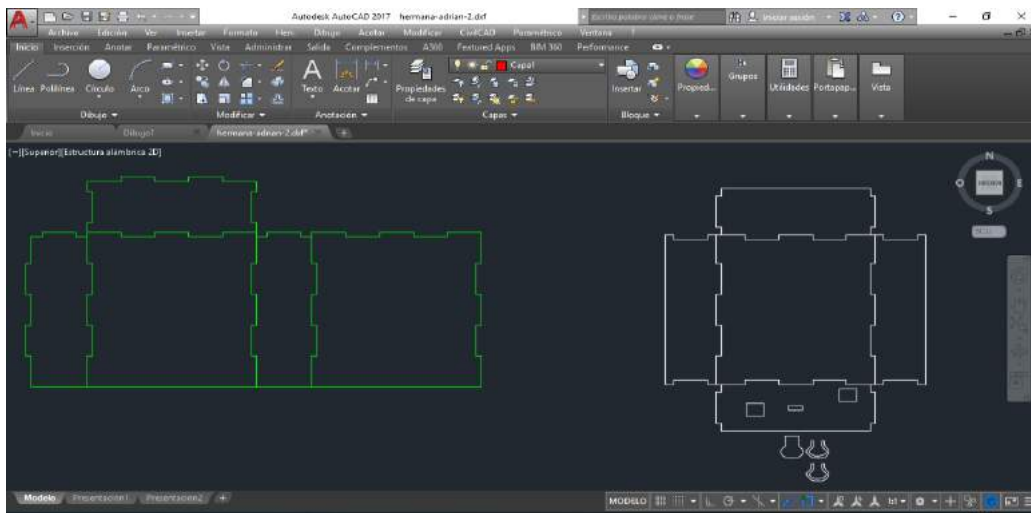 Autodesk AutoCAD 2017 hermana-adrian-2.dxf
Archivo Edición Ver Insertar Formato Herr. Dibujo Acotar Modificar CivilCAD Paramétrico Ventana
Inicio Inserción Anotar Paramétrico Vista Administrar Salida Complementos A360 Featured Apps BIM 360 Performance
Capa1
Línea Polilínea Círculo Arco Texto Acotar Propiedades de capa Insertar Propied... Grupos Utilidades Portapap... Vista
Dibujo Modificar Anotación Capas Bloque
Inicio Dibujo1 hermana-adrian-2.dxf*
[−][Superior][Estructura alámbrica 2D]
N
O E
S
Modelo Presentación1 Presentación2 +
MODELO